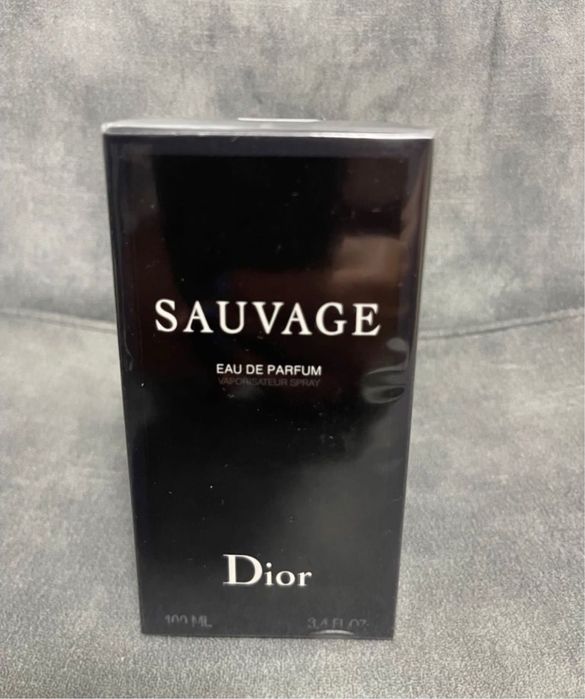 SAUVAGE
EAU DE PARFUM
VAPORISATEUR SPRAY
Dior
100 ML 3.4 FL.OZ.